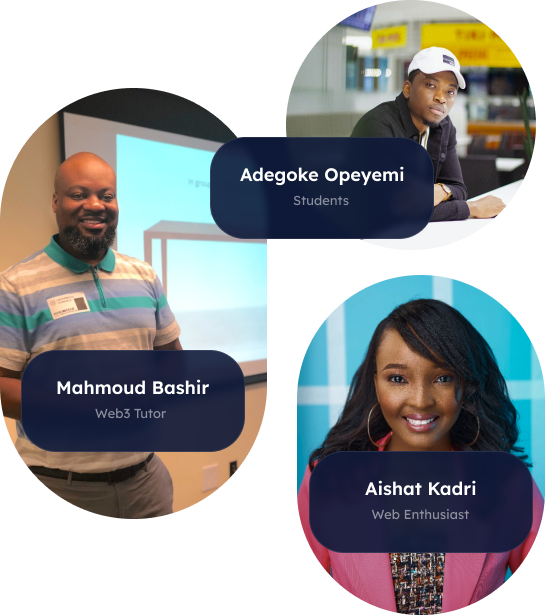 Adegoke Opeyemi
Students
Mahmoud Bashir
Web3 Tutor
Aishat Kadri
Web Enthusiast